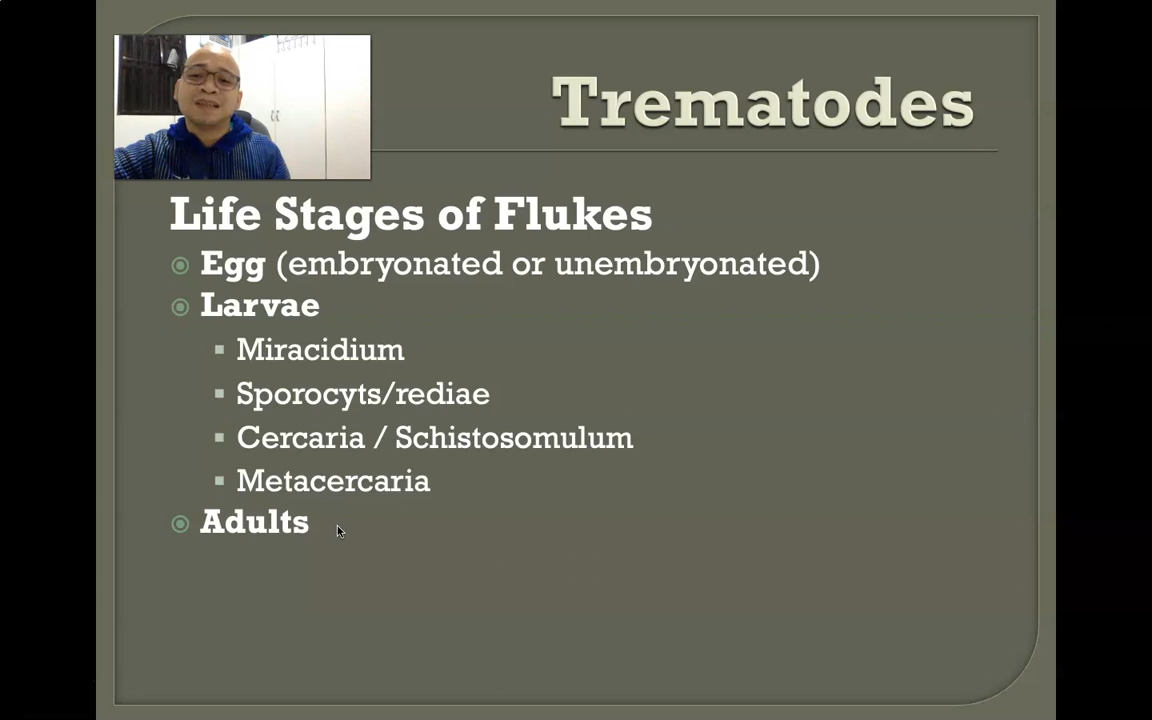 Trematodes
Life Stages of Flukes
Egg (embryonated or unembryonated)
Larvae
Miracidium
Sporocyts/rediae
Cercaria / Schistosomulum
Metacercaria
Adults